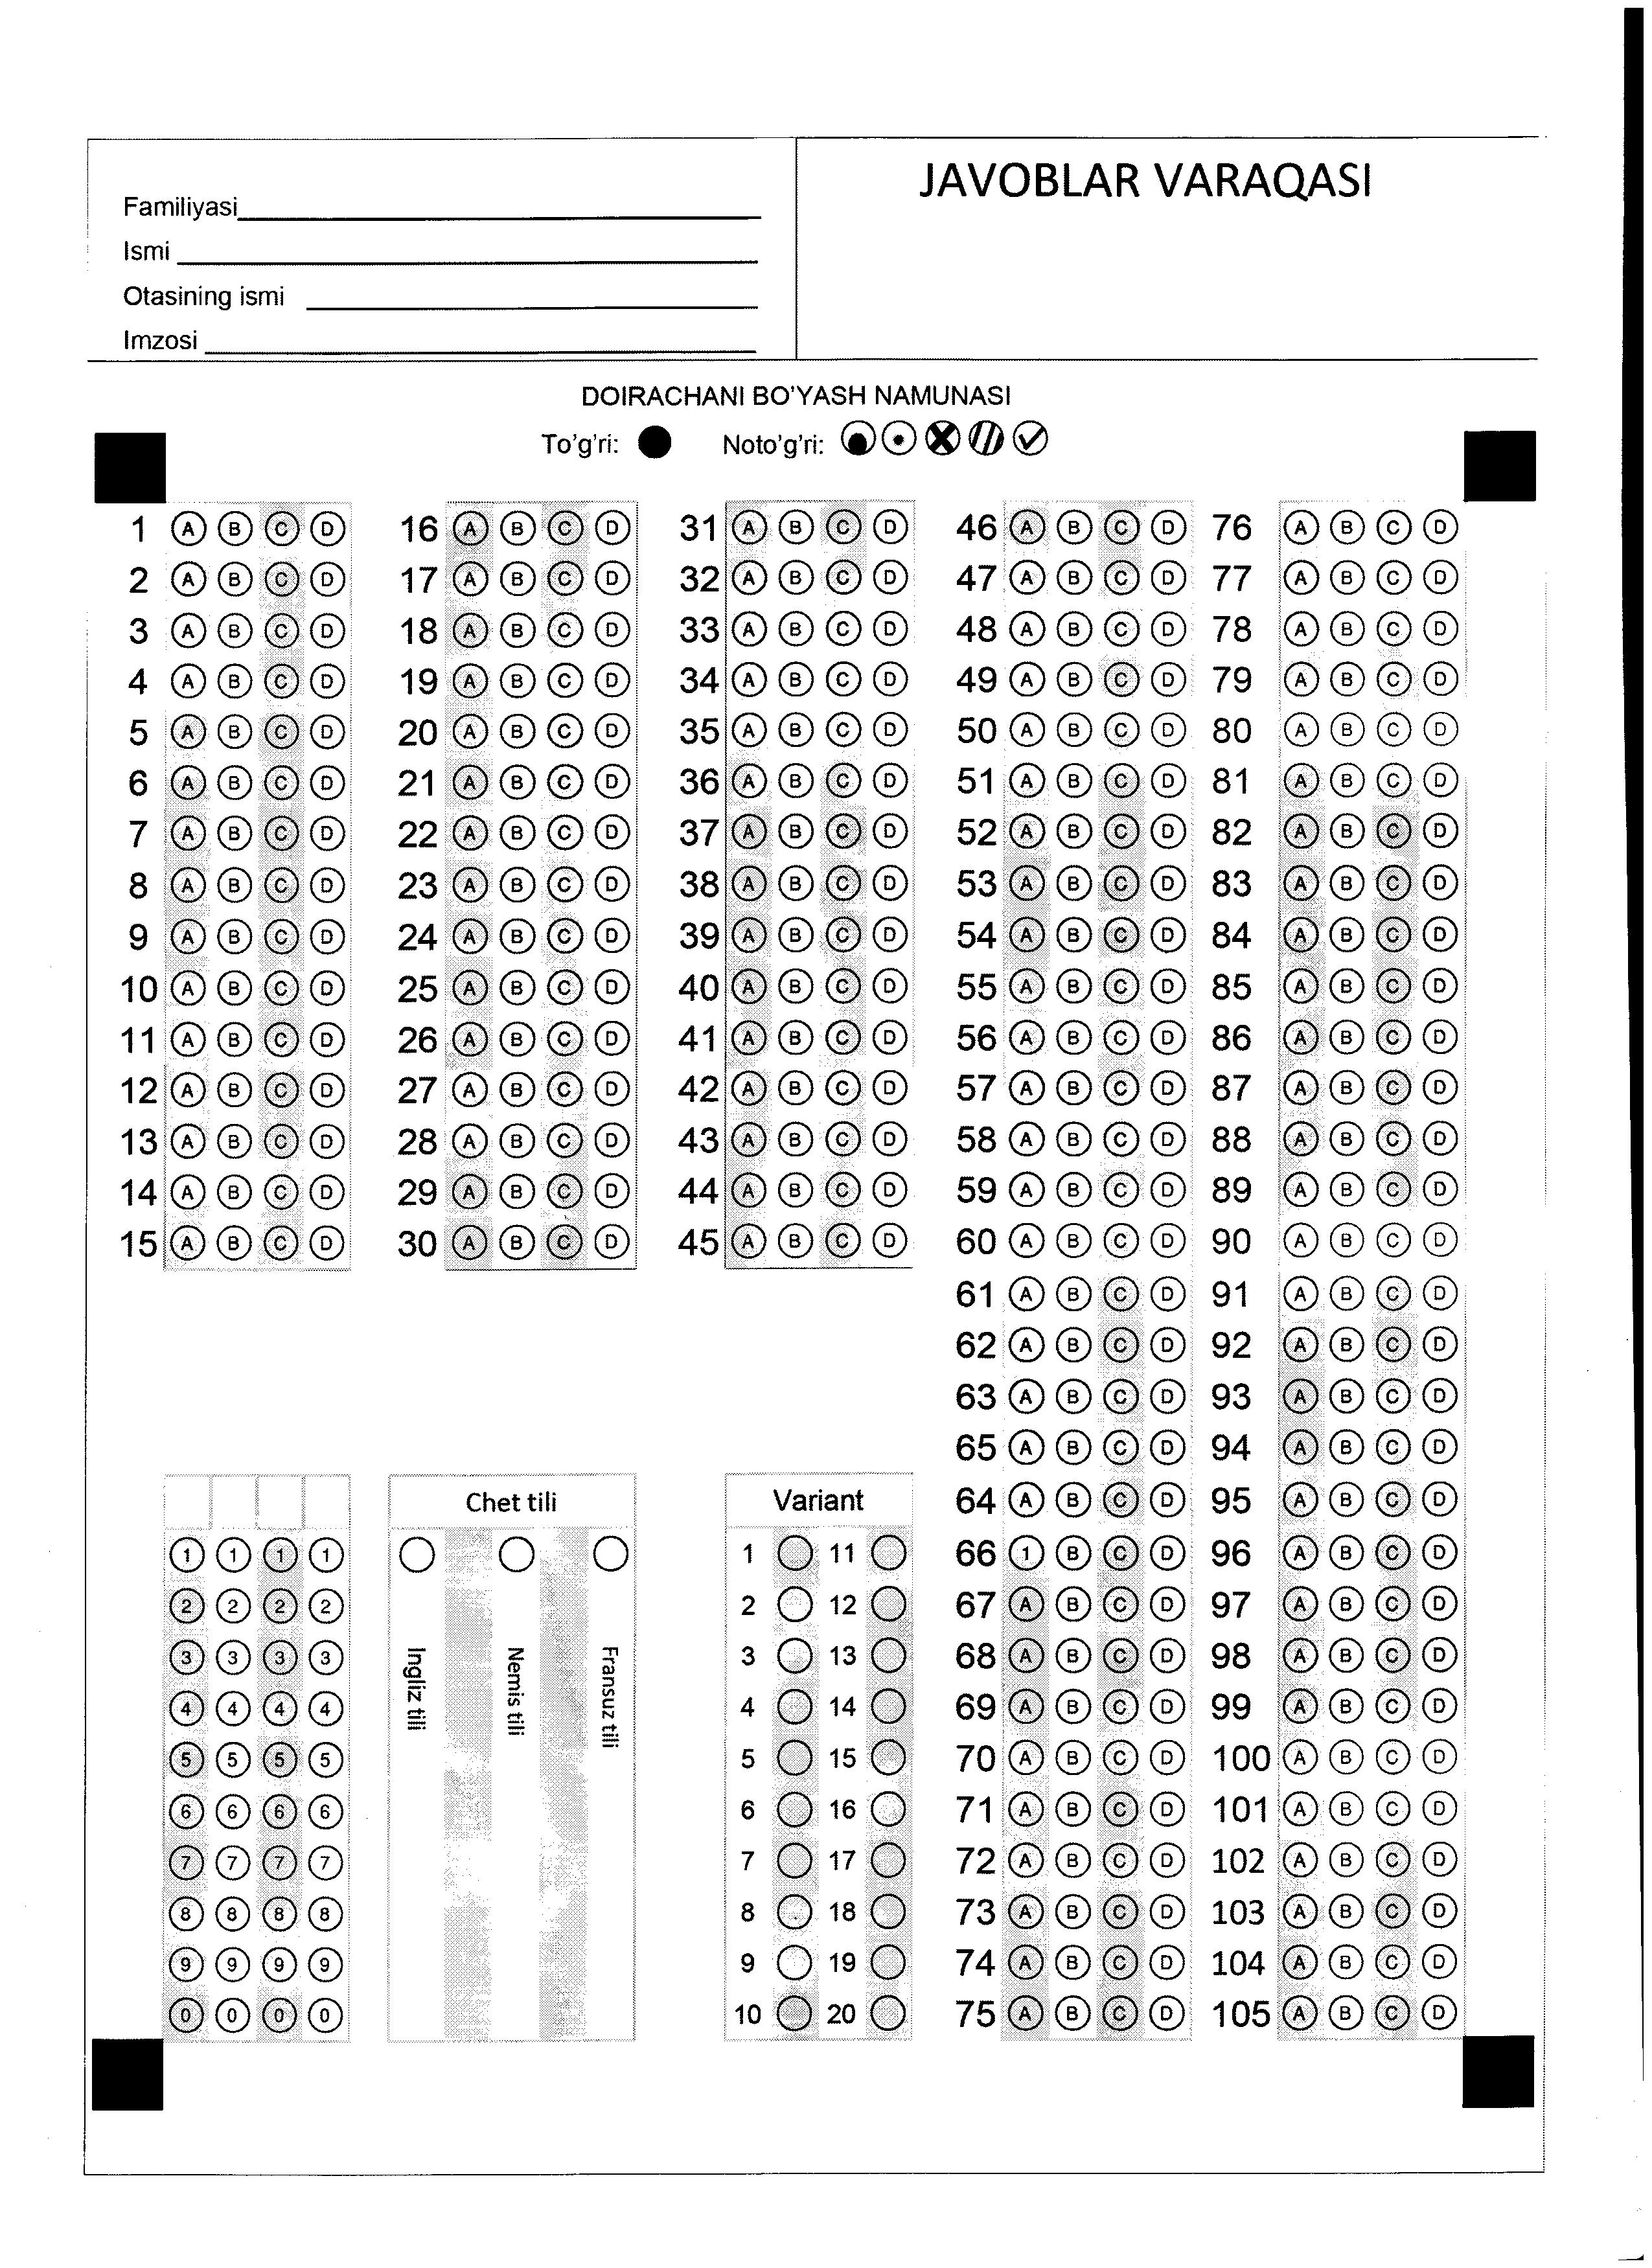 JAVOBLAR VARAQASI
Familiyasi
Ismi
Otasining ismi
Imzosi
DOIRACHANI BO'YASH NAMUNASI
To'g'ri: Noto'g'ri:
1 A B C D 16 A B C D 31 A B C D 46 A B C D 76 A B C D
2 A B C D 17 A B C D 32 A B C D 47 A B C D 77 A B C D
3 A B C D 18 A B C D 33 A B C D 48 A B C D 78 A B C D
4 A B C D 19 A B C D 34 A B C D 49 A B C D 79 A B C D
5 A B C D 20 A B C D 35 A B C D 50 A B C D 80 A B C D
6 A B C D 21 A B C D 36 A B C D 51 A B C D 81 A B C D
7 A B C D 22 A B C D 37 A B C D 52 A B C D 82 A B C D
8 A B C D 23 A B C D 38 A B C D 53 A B C D 83 A B C D
9 A B C D 24 A B C D 39 A B C D 54 A B C D 84 A B C D
10 A B C D 25 A B C D 40 A B C D 55 A B C D 85 A B C D
11 A B C D 26 A B C D 41 A B C D 56 A B C D 86 A B C D
12 A B C D 27 A B C D 42 A B C D 57 A B C D 87 A B C D
13 A B C D 28 A B C D 43 A B C D 58 A B C D 88 A B C D
14 A B C D 29 A B C D 44 A B C D 59 A B C D 89 A B C D
15 A B C D 30 A B C D 45 A B C D 60 A B C D 90 A B C D
61 A B C D 91 A B C D
62 A B C D 92 A B C D
63 A B C D 93 A B C D
65 A B C D 94 A B C D
Chet tili Variant 64 A B C D 95 A B C D
1 1 1 1 1 11 66 1 B C D 96 A B C D
2 2 2 2 2 12 67 A B C D 97 A B C D
3 3 3 3 Ingliz tili Nemis tili Fransuz tili 3 13 68 A B C D 98 A B C D
4 4 4 4 4 14 69 A B C D 99 A B C D
5 5 5 5 5 15 70 A B C D 100 A B C D
6 6 6 6 6 16 71 A B C D 101 A B C D
7 7 7 7 7 17 72 A B C D 102 A B C D
8 8 8 8 8 18 73 A B C D 103 A B C D
9 9 9 9 9 19 74 A B C D 104 A B C D
0 0 0 0 10 20 75 A B C D 105 A B C D